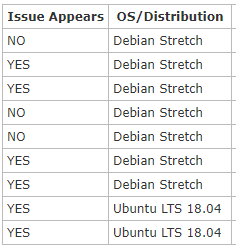 Issue Appears OS/Distribution
NO Debian Stretch
YES Debian Stretch
YES Debian Stretch
NO Debian Stretch
NO Debian Stretch
YES Debian Stretch
YES Debian Stretch
YES Ubuntu LTS 18.04
YES Ubuntu LTS 18.04